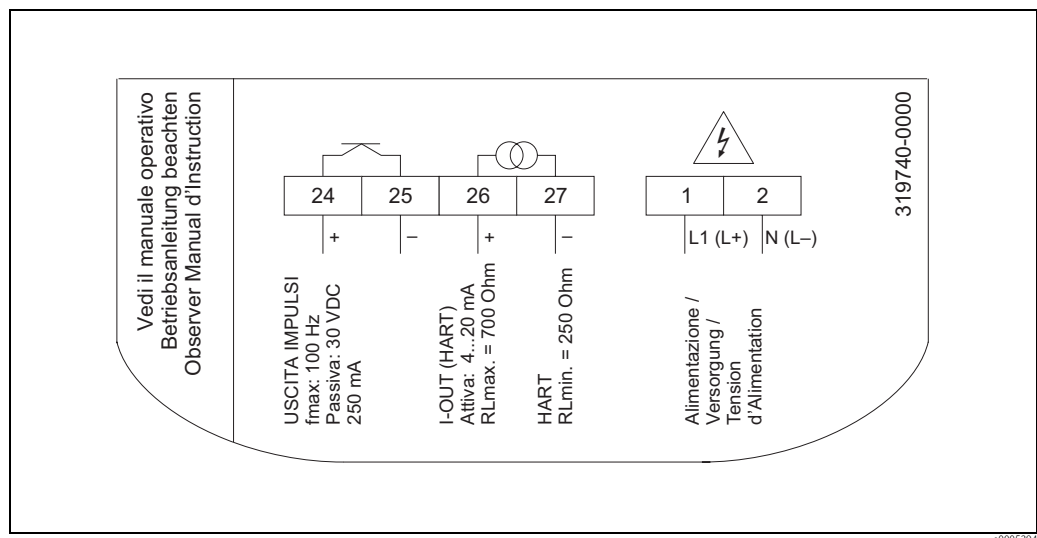 Vedi il manuale operativo
Betriebsanleitung beachten
Observer Manual d'Instruction
24 25 26 27
+ – + –
USCITA IMPULSI
fmax: 100 Hz
Passiva: 30 VDC
250 mA
I-OUT (HART)
Attiva: 4...20 mA
RLmax. = 700 Ohm
HART
RLmin. = 250 Ohm
1 2
L1 (L+) N (L–)
Alimentazione /
Versorgung /
Tension
d'Alimentation
319740-0000